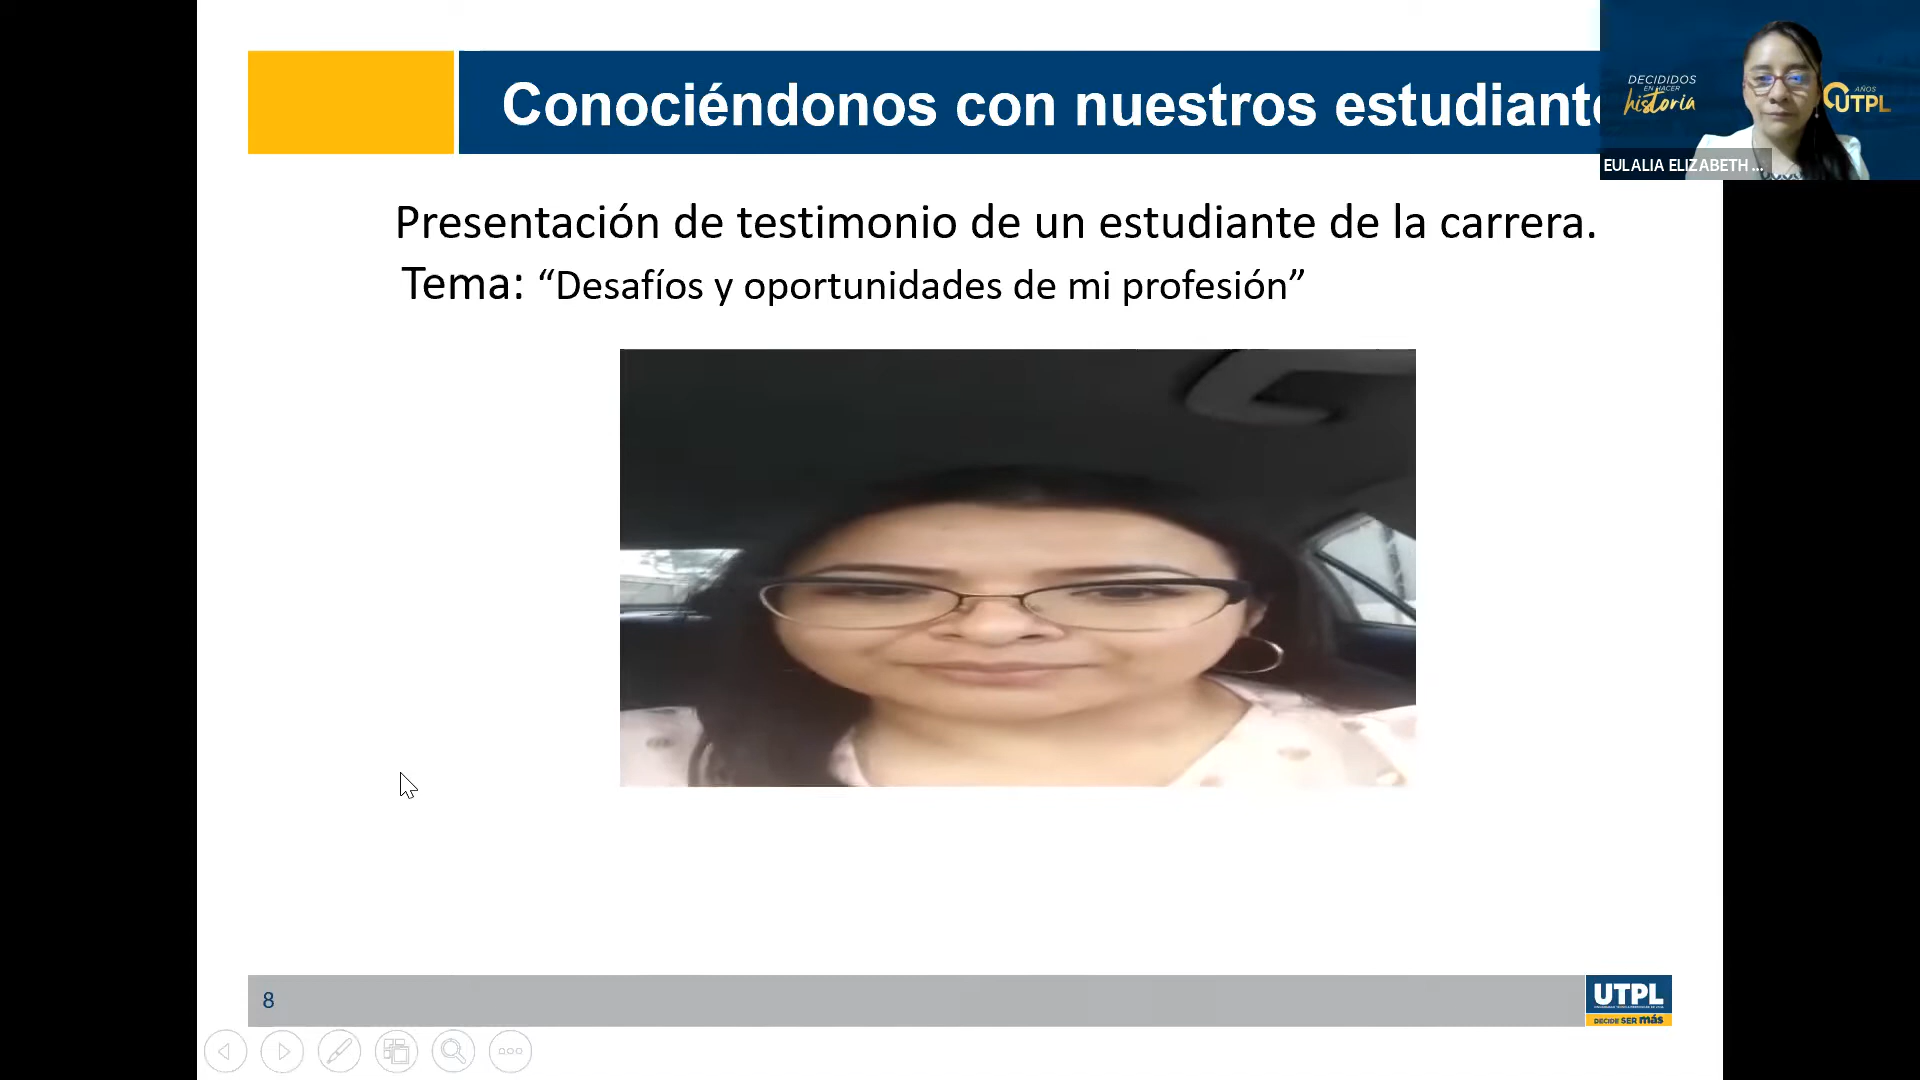 Conociéndonos con nuestros estudiant
DECIDIDOS
EN HACER
historia
AÑOS
UTPL
EULALIA ELIZABETH ...
Presentación de testimonio de un estudiante de la carrera.
Tema: “Desafíos y oportunidades de mi profesión”
8
UTPL
DECIDE SER más